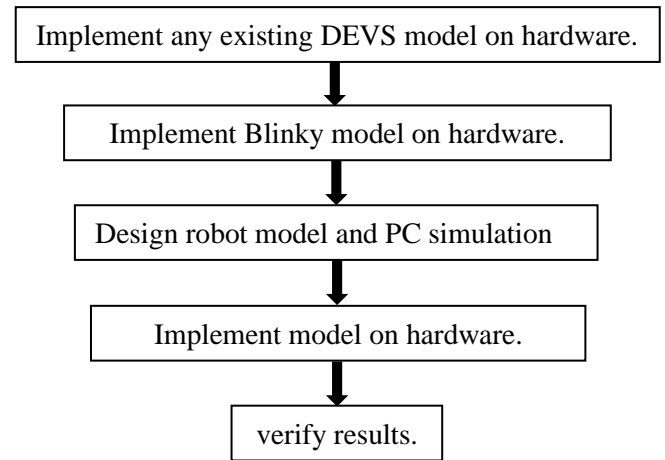 Implement any existing DEVS model on hardware.
Implement Blinky model on hardware.
Design robot model and PC simulation
Implement model on hardware.
verify results.